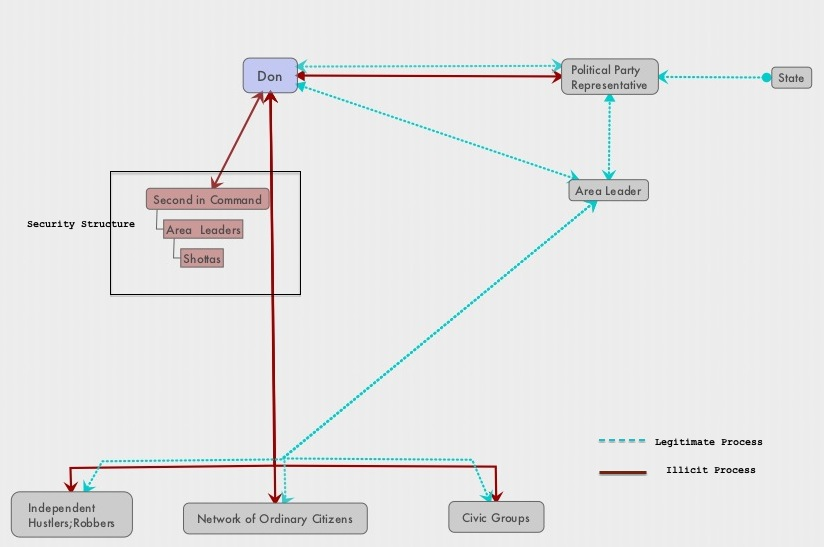 Don
Political Party
Representative
State
Area Leader
Second in Command
Security Structure
Area Leaders
Shottas
Legitimate Process
Illicit Process
Independent
Hustlers;Robbers
Network of Ordinary Citizens
Civic Groups